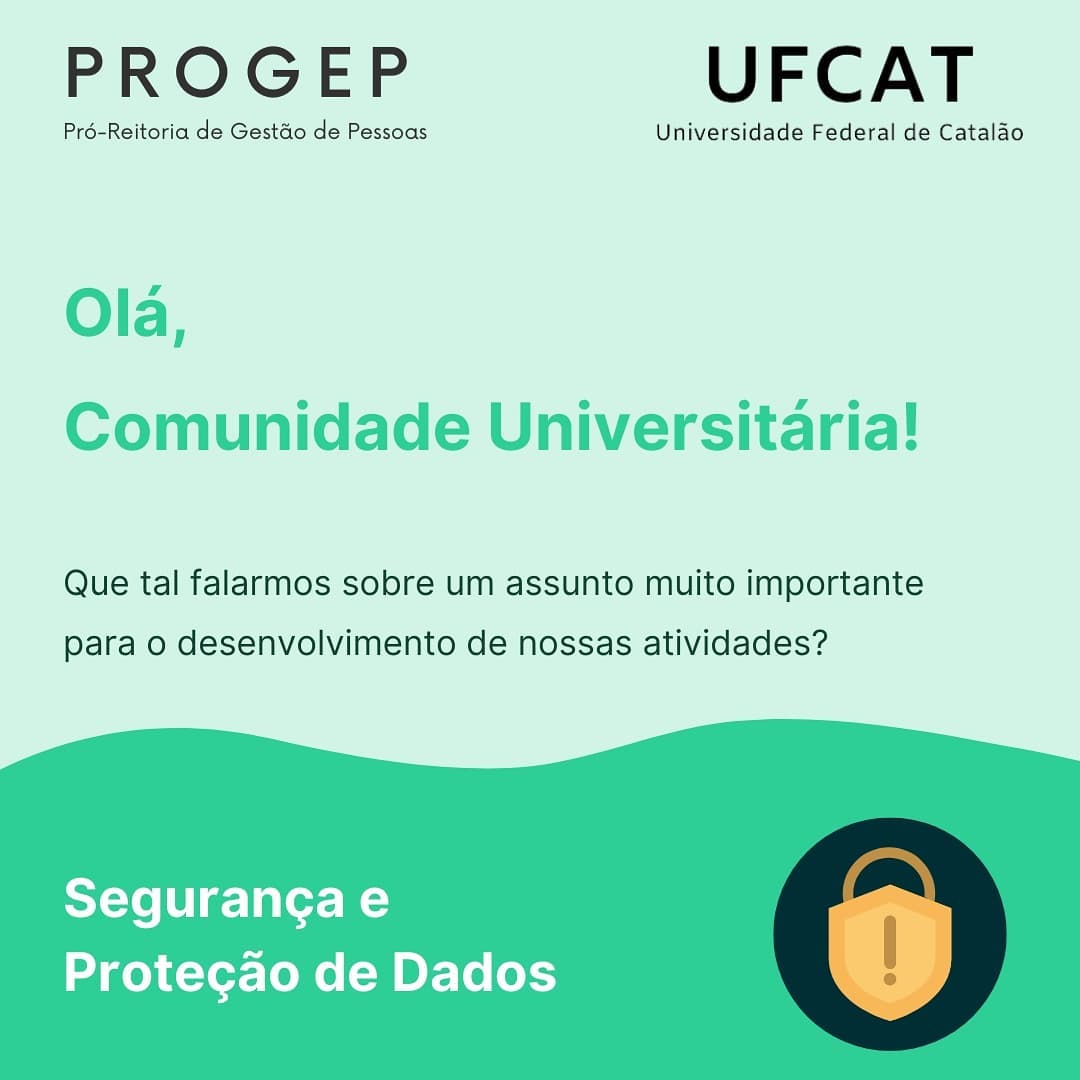 PROGEP
Pró-Reitoria de Gestão de Pessoas
UFCAT
Universidade Federal de Catalão
Olá,
Comunidade Universitária!
Que tal falarmos sobre um assunto muito importante
para o desenvolvimento de nossas atividades?
Segurança e
Proteção de Dados